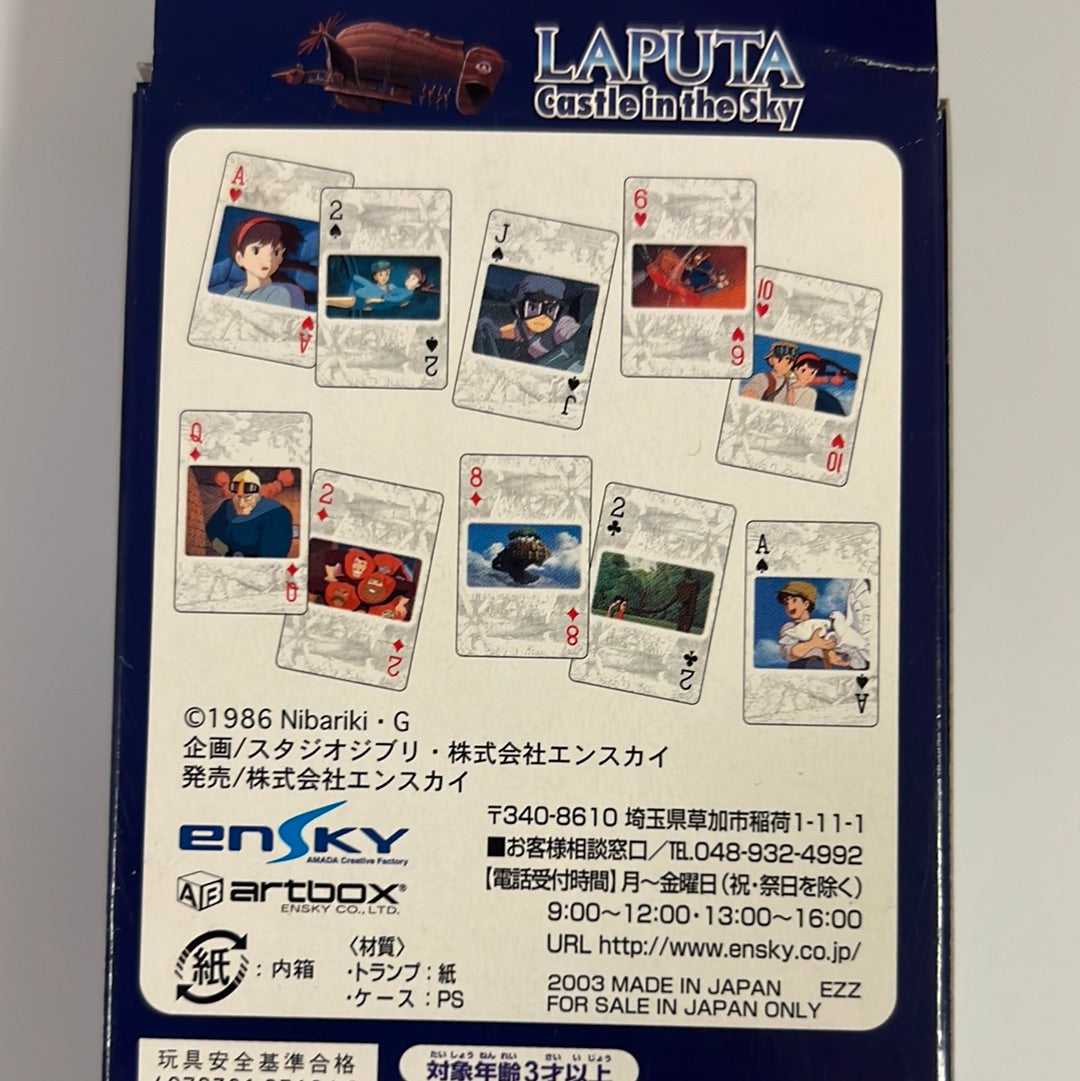 LAPUTA
Castle in the Sky
A
A
2
2
J
J
6
6
10
10
Q
Q
2
2
8
8
2
2
A
A
©1986 Nibariki・G
企画/スタジオジブリ・株式会社エンスカイ
発売/株式会社エンスカイ
enSKY
AMADA Creative Factory
AB artbox®
ENSKY CO., LTD.
〒340-8610 埼玉県草加市稲荷1-11-1
■お客様相談窓口／TEL.048-932-4992
【電話受付時間】月〜金曜日（祝・祭日を除く）
9:00〜12:00・13:00〜16:00
URL http://www.ensky.co.jp/
紙：内箱
〈材質〉
・トランプ：紙
・ケース：PS
2003 MADE IN JAPAN EZZ
FOR SALE IN JAPAN ONLY
玩具安全基準合格
たいしょうねんれい さい いじょう
対象年齢3才以上